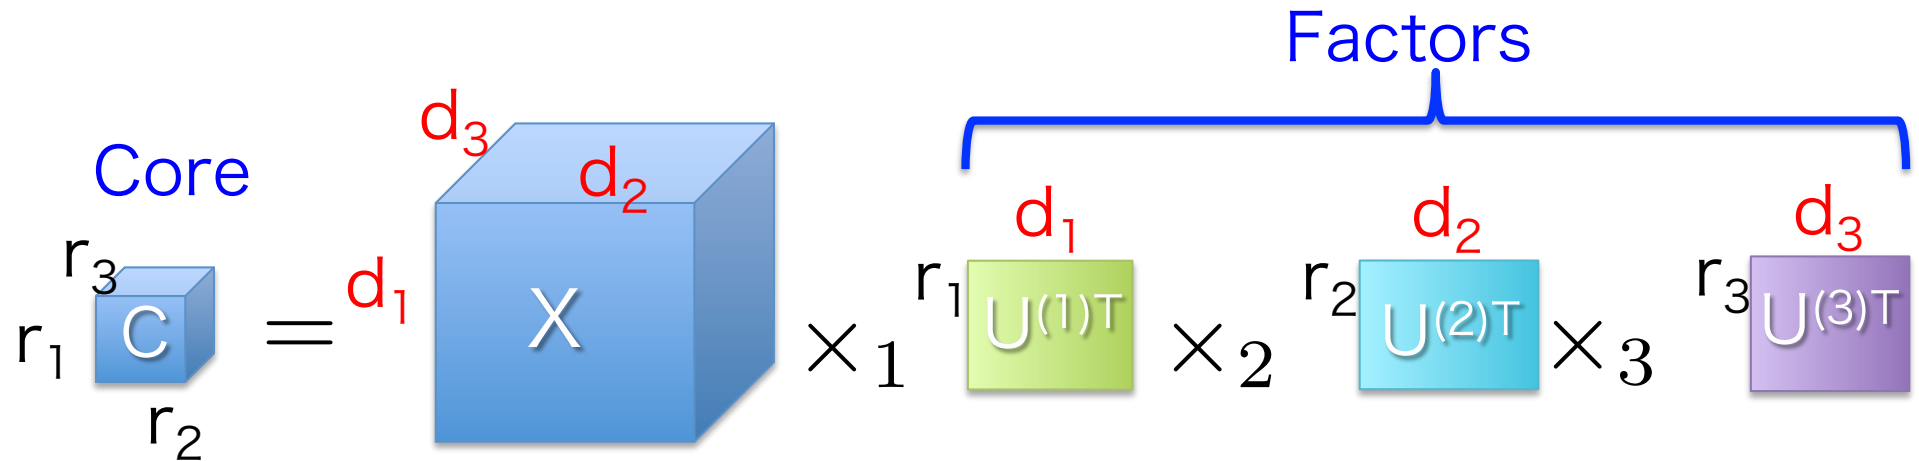 Factors
Core
r₃
r₁
C
r₂
=
d₃
d₂
d₁
X
×₁
d₁
r₁
U⁽¹⁾ᵀ
×₂
d₂
r₂
U⁽²⁾ᵀ
×₃
d₃
r₃
U⁽³⁾ᵀ